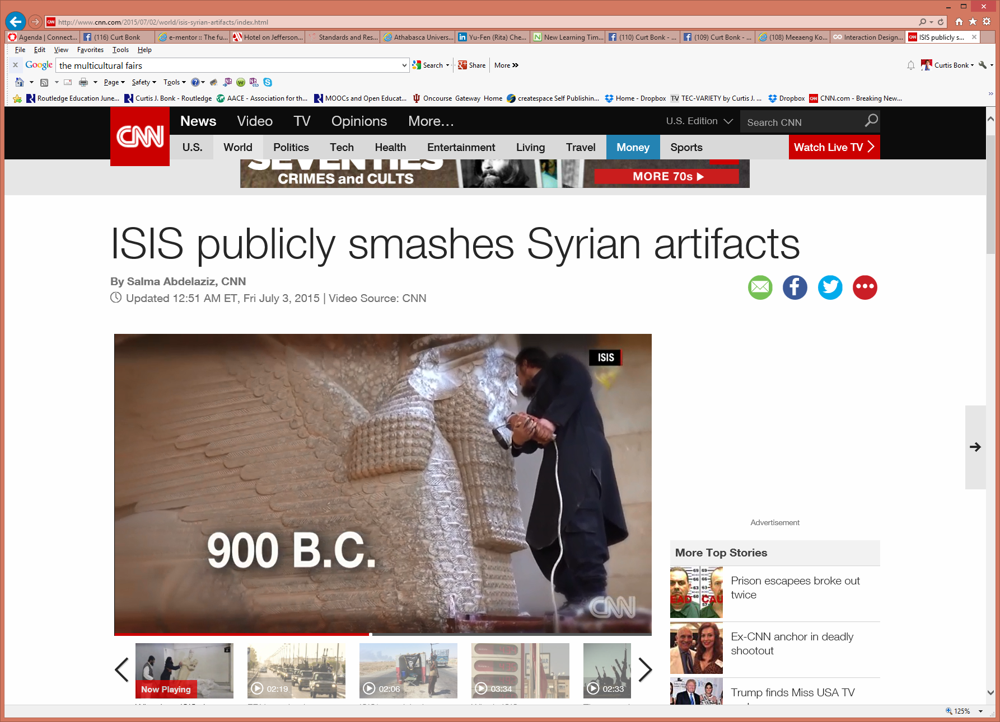 http://www.cnn.com/2015/07/02/world/isis-syrian-artifacts/index.html
Agenda | Connect...
(116) Curt Bonk
e-mentor :: The fu...
Hotel on Jefferson...
Standards and Res...
Athabasca Univers...
Yu-Fen (Rita) Che...
New Learning Tim...
(110) Curt Bonk - ...
(109) Curt Bonk - ...
(108) Meeaeng Ko...
Interaction Design...
ISIS publicly s...
File Edit View Favorites Tools Help
x Google the multicultural fairs Search Share More »
Curtis Bonk
Page Safety Tools
Routledge Education June...
Curtis J. Bonk - Routledge
AACE - Association for th...
MOOCs and Open Educat...
Oncourse Gateway Home
createspace Self Publishin...
Home - Dropbox
TEC-VARIETY by Curtis J. ...
Dropbox
CNN.com - Breaking New...
CNN
News Video TV Opinions More...
U.S. Edition
Search CNN
U.S. World Politics Tech Health Entertainment Living Travel Money Sports
Watch Live TV
SEVENTIES
CRIMES and CULTS
MORE 70s
ISIS publicly smashes Syrian artifacts
By Salma Abdelaziz, CNN
Updated 12:51 AM ET, Fri July 3, 2015 | Video Source: CNN
ISIS
900 B.C.
CNN
Advertisement
More Top Stories
Prison escapees broke out
twice
Ex-CNN anchor in deadly
shootout
Trump finds Miss USA TV
Now Playing
02:19
02:06
03:34
02:33
125%